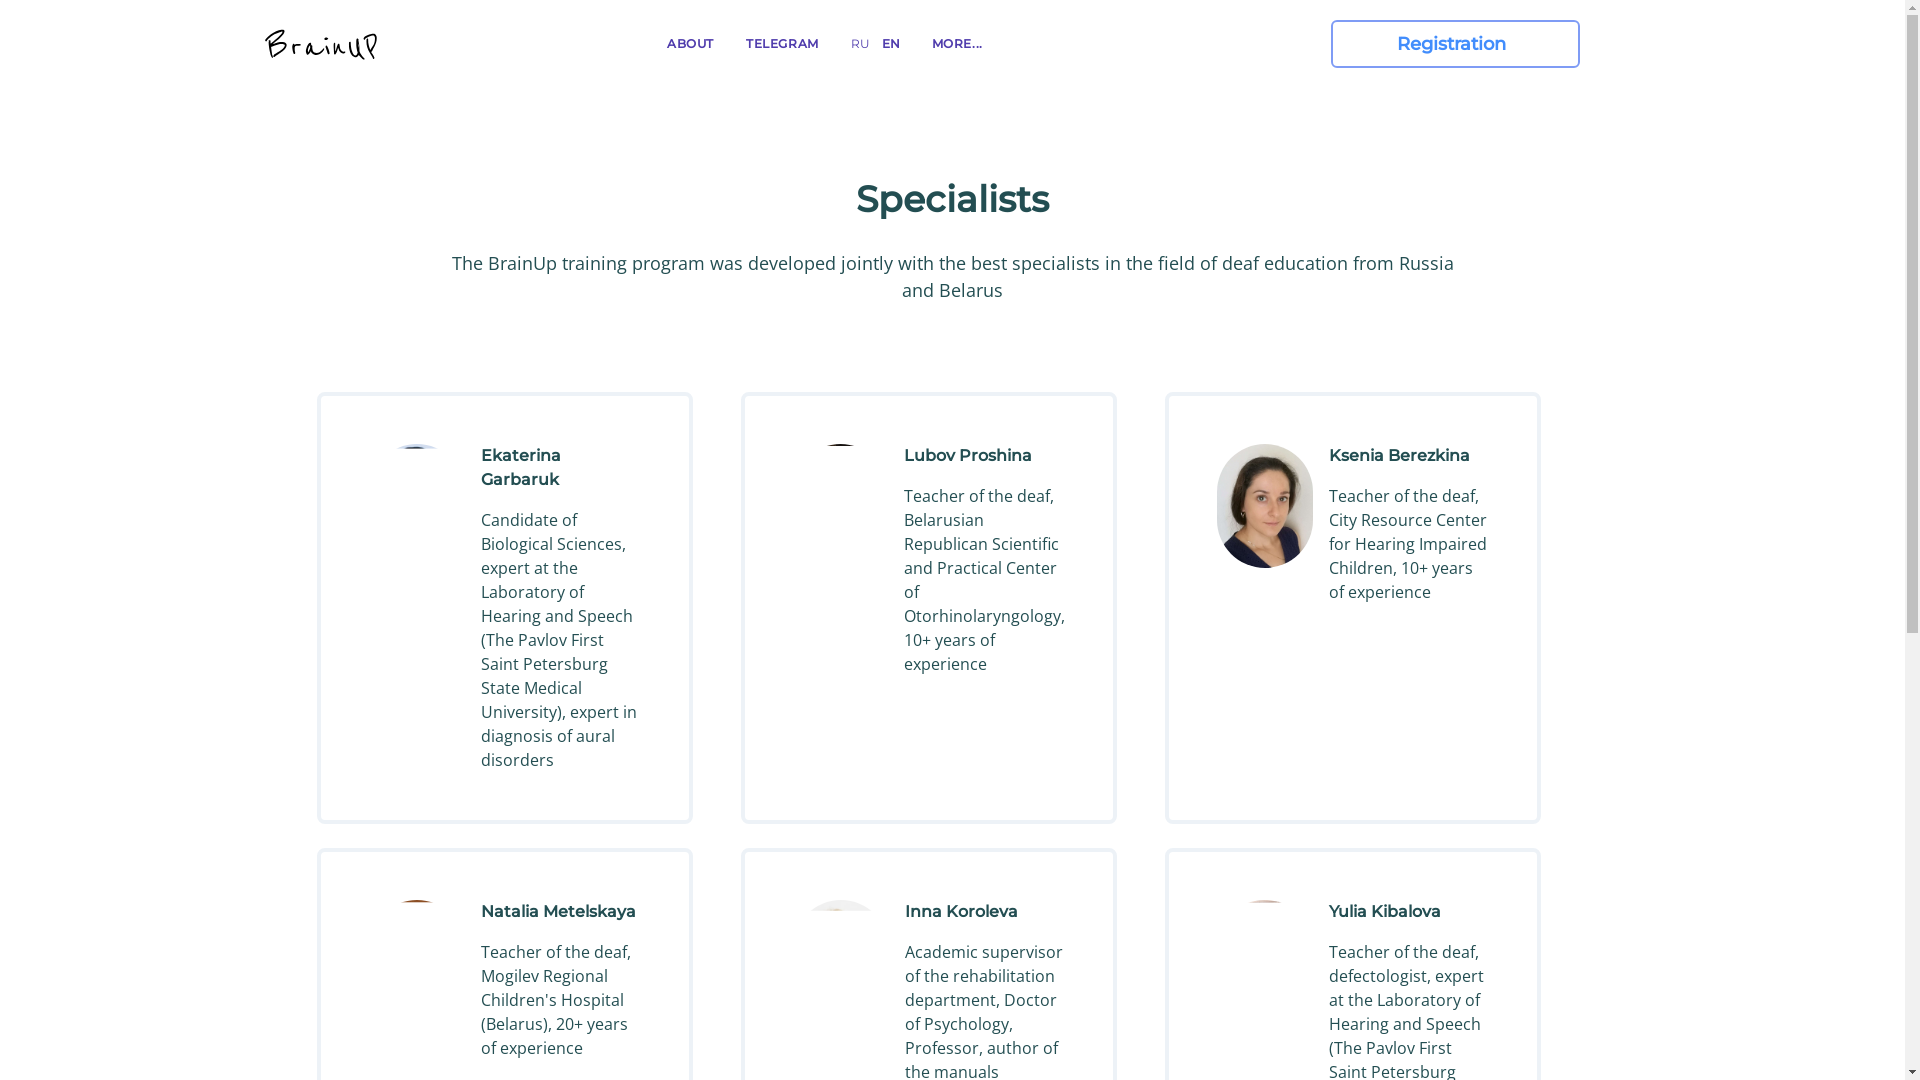 BrainUP
ABOUT
TELEGRAM
RU
EN
MORE...
Registration
Specialists
The BrainUp training program was developed jointly with the best specialists in the field of deaf education from Russia
and Belarus
Ekaterina
Garbaruk
Candidate of
Biological Sciences,
expert at the
Laboratory of
Hearing and Speech
(The Pavlov First
Saint Petersburg
State Medical
University), expert in
diagnosis of aural
disorders
Lubov Proshina
Teacher of the deaf,
Belarusian
Republican Scientific
and Practical Center
of
Otorhinolaryngology,
10+ years of
experience
Ksenia Berezkina
Teacher of the deaf,
City Resource Center
for Hearing Impaired
Children, 10+ years
of experience
Natalia Metelskaya
Teacher of the deaf,
Mogilev Regional
Children's Hospital
(Belarus), 20+ years
of experience
Inna Koroleva
Academic supervisor
of the rehabilitation
department, Doctor
of Psychology,
Professor, author of
the manuals
Yulia Kibalova
Teacher of the deaf,
defectologist, expert
at the Laboratory of
Hearing and Speech
(The Pavlov First
Saint Petersburg